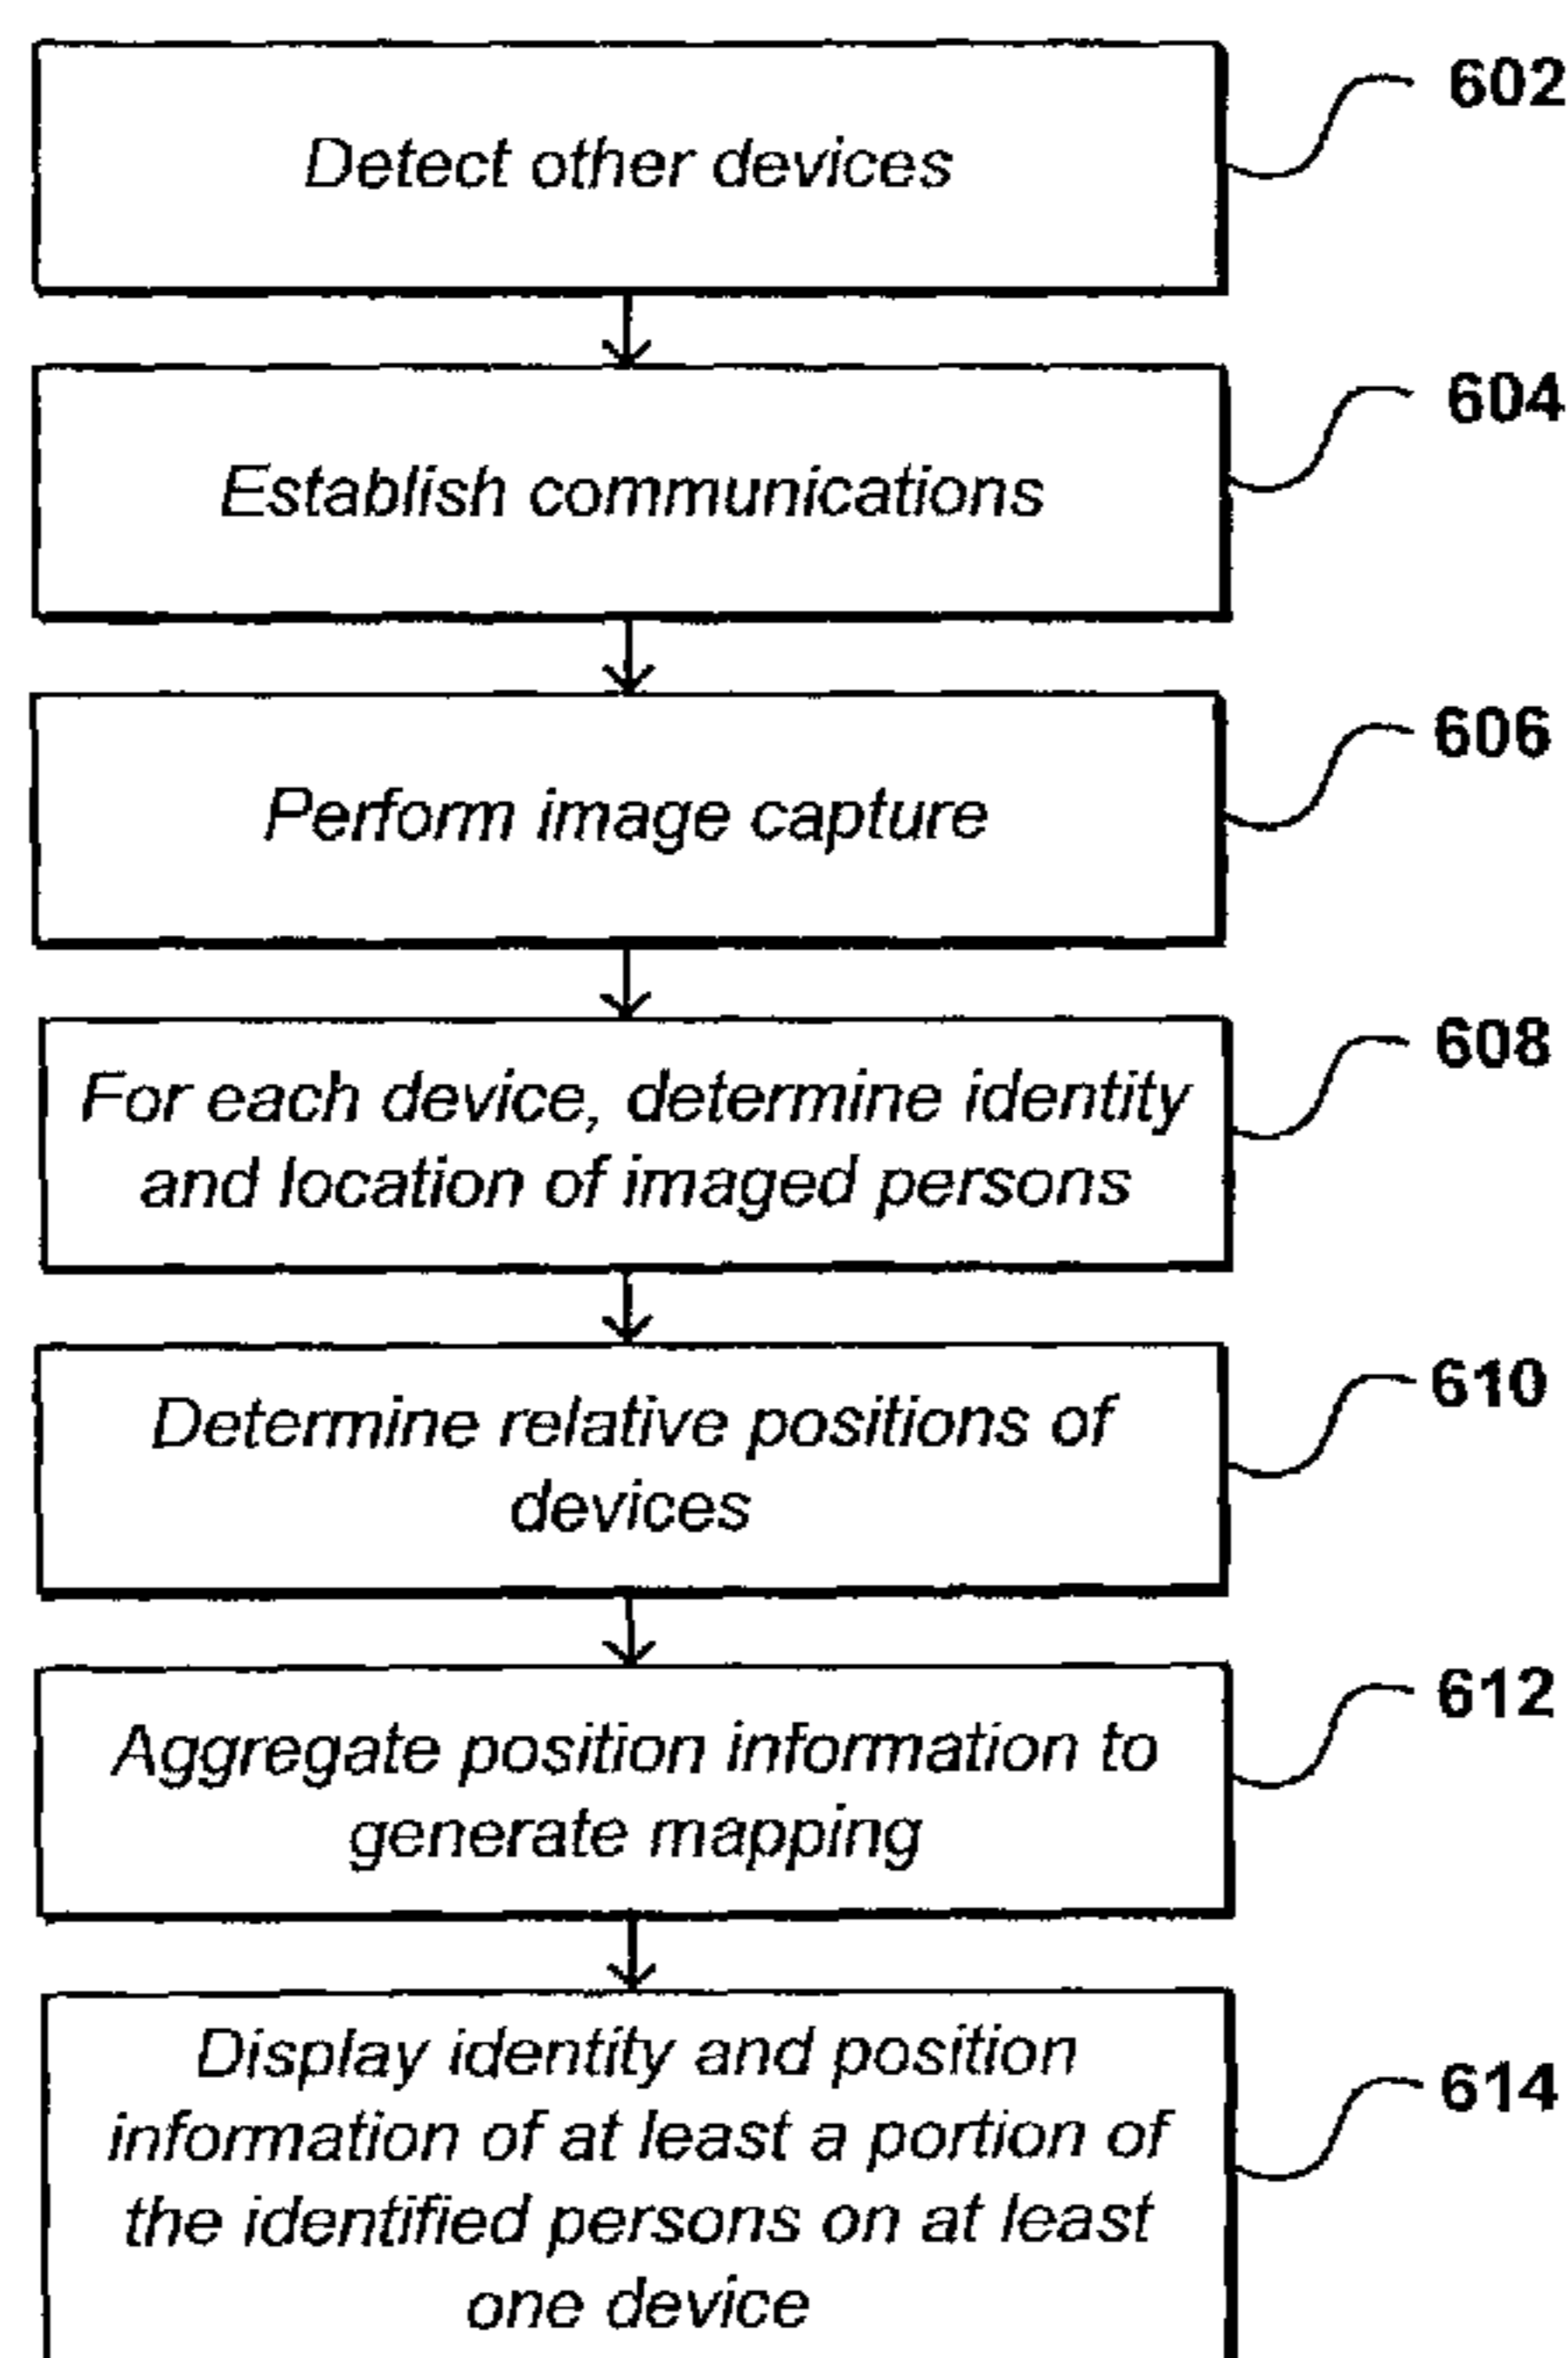 Detect other devices
602
Establish communications
604
Perform image capture
606
For each device, determine identity
and location of imaged persons
608
Determine relative positions of
devices
610
Aggregate position information to
generate mapping
612
Display identity and position
information of at least a portion of
the identified persons on at least
one device
614